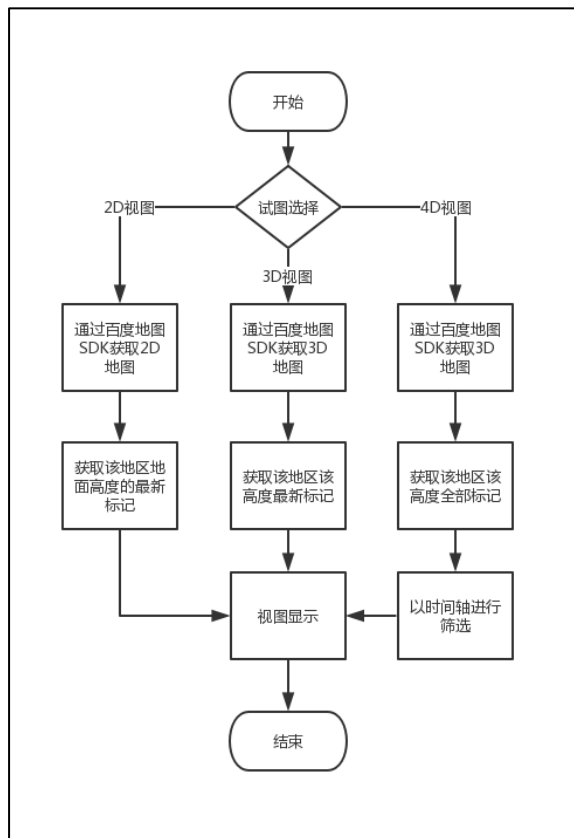 开始
试图选择
2D视图
4D视图
3D视图
通过百度地图
SDK获取2D
地图
通过百度地图
SDK获取3D
地图
通过百度地图
SDK获取3D
地图
获取该地区地
面高度的最新
标记
获取该地区该
高度最新标记
获取该地区该
高度全部标记
视图显示
以时间轴进行
筛选
结束